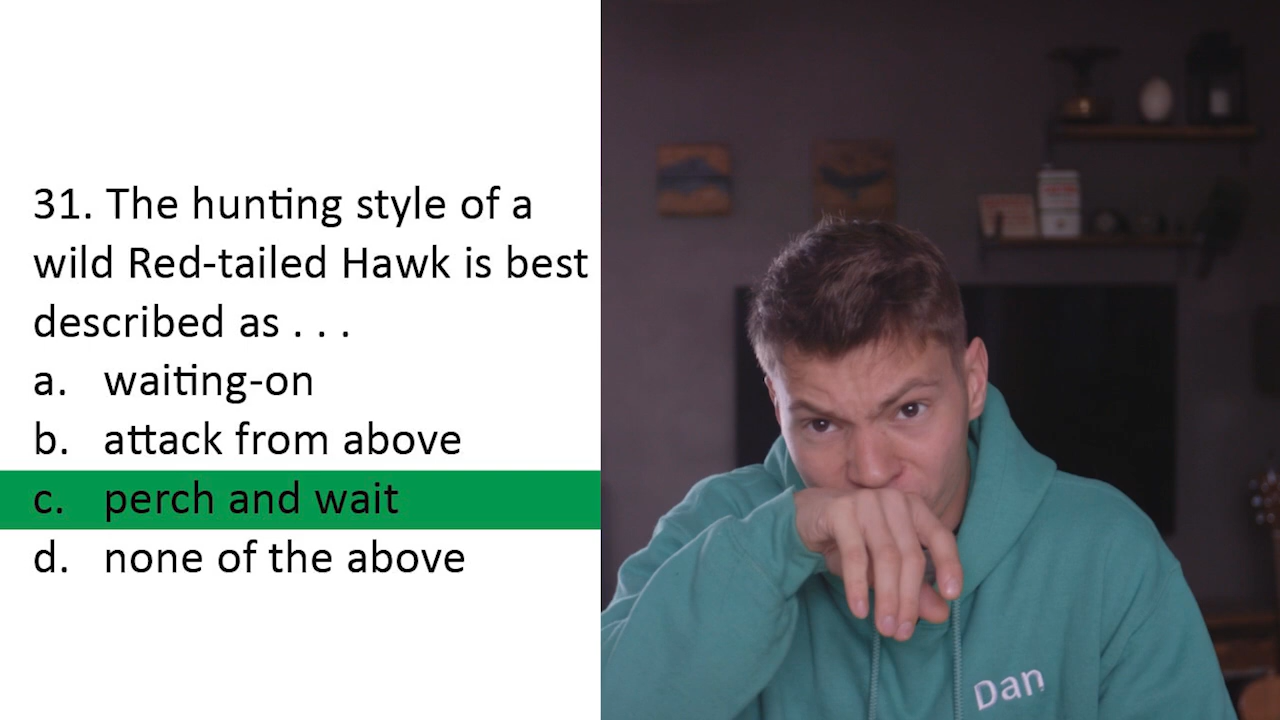 31. The hunting style of a
wild Red-tailed Hawk is best
described as . . .
a. waiting-on
b. attack from above
c. perch and wait
d. none of the above
Dan